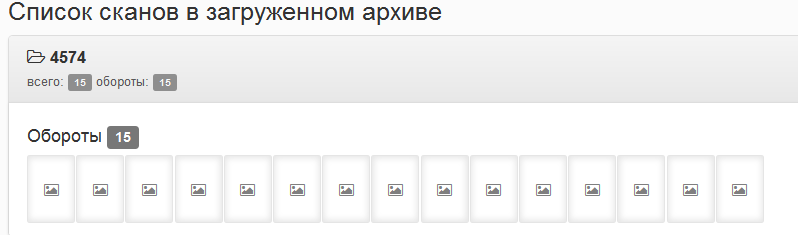 Список сканов в загруженном архиве
4574
всего: 15 обороты: 15
Обороты 15